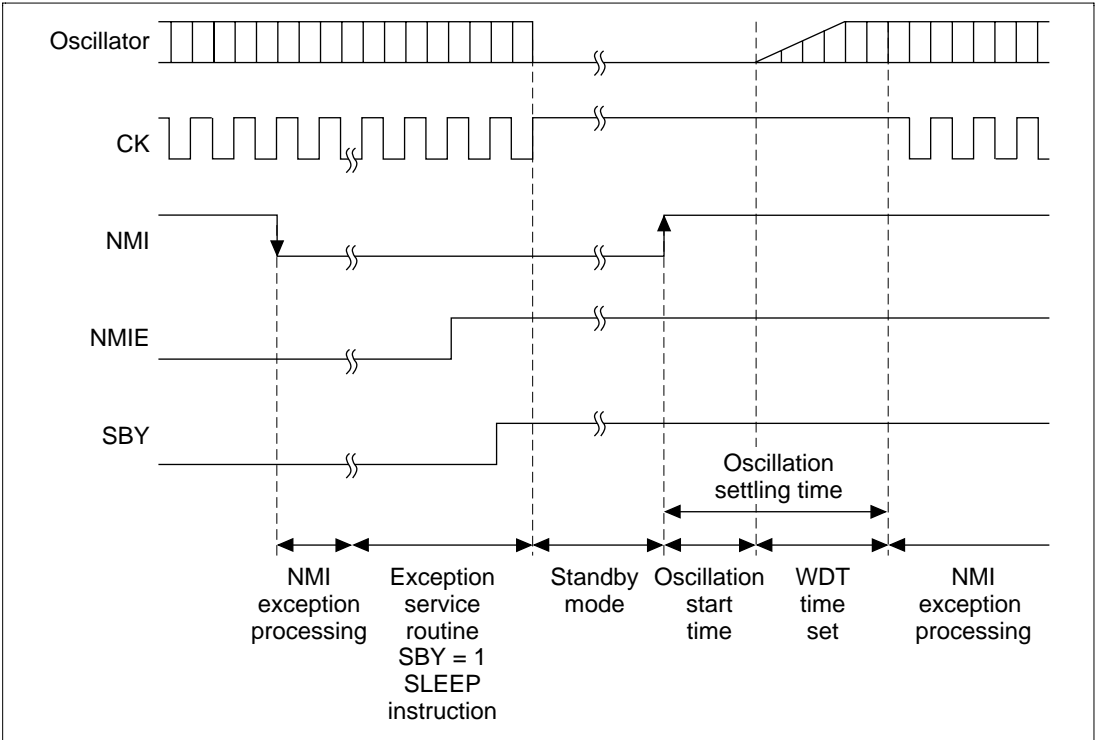 Oscillator
CK
NMI
NMIE
SBY
Oscillation
settling time
NMI
exception
processing
Exception
service
routine
SBY = 1
SLEEP
instruction
Standby
mode
Oscillation
start
time
WDT
time
set
NMI
exception
processing